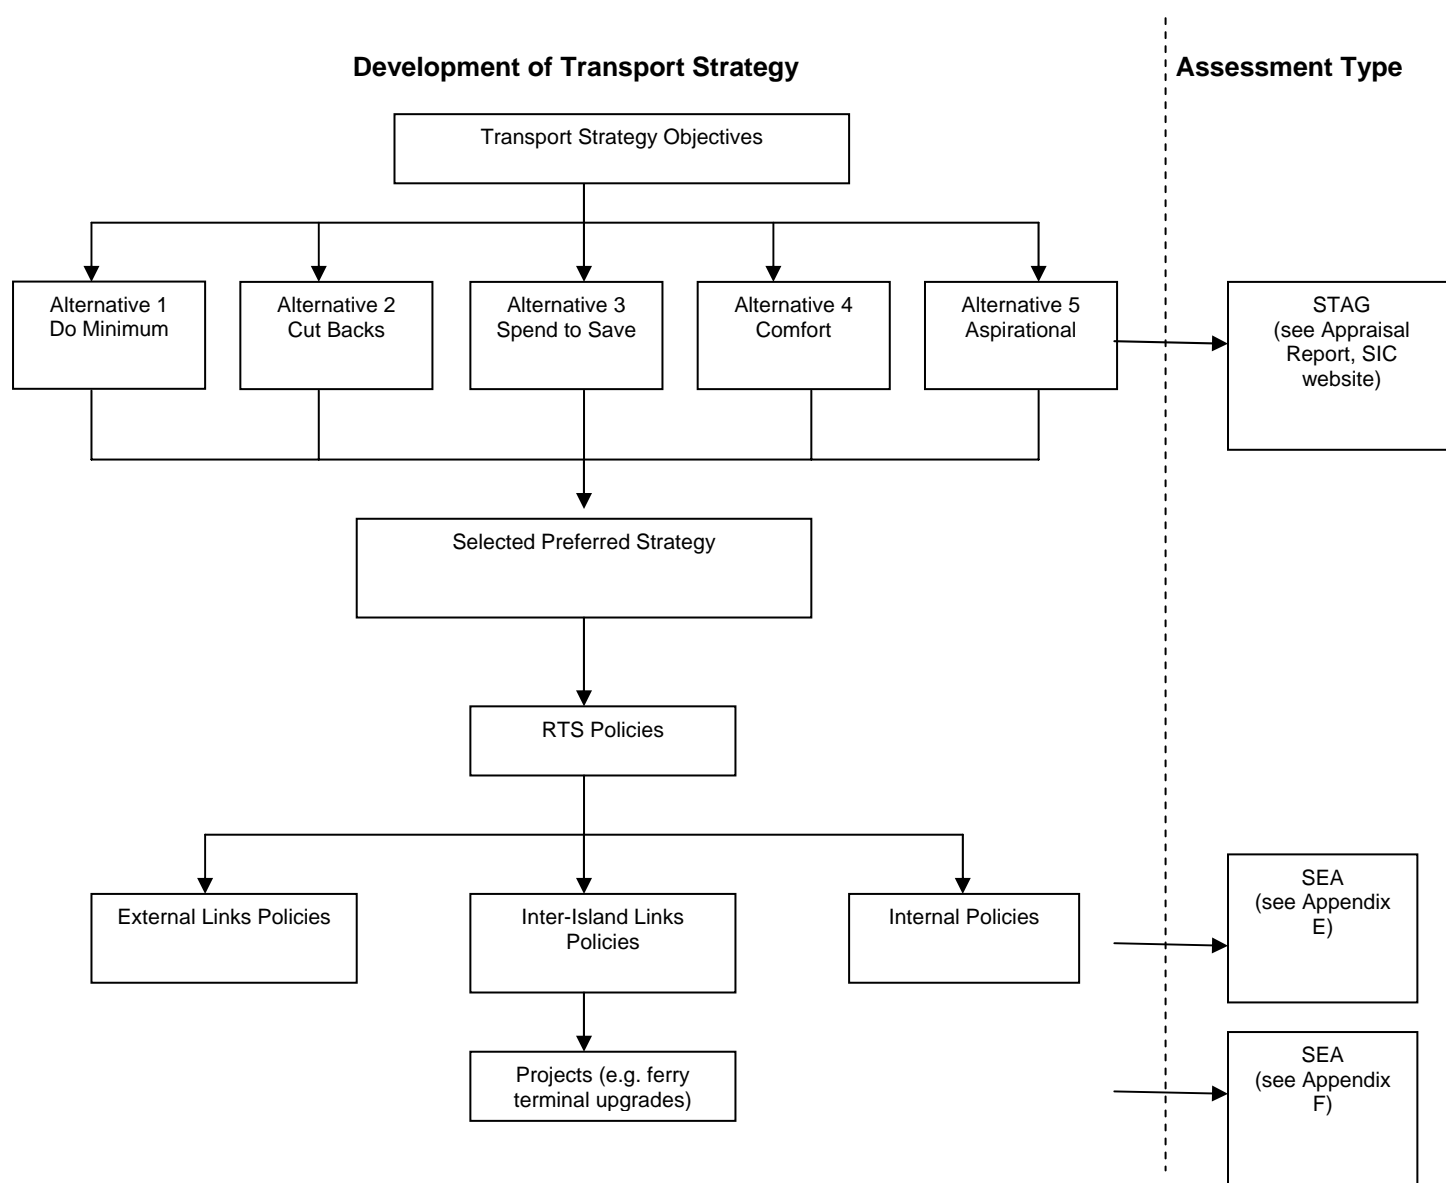 Development of Transport Strategy
Assessment Type
Transport Strategy Objectives
Alternative 1
Do Minimum
Alternative 2
Cut Backs
Alternative 3
Spend to Save
Alternative 4
Comfort
Alternative 5
Aspirational
STAG
(see Appraisal
Report, SIC
website)
Selected Preferred Strategy
RTS Policies
External Links Policies
Inter-Island Links
Policies
Internal Policies
SEA
(see Appendix
E)
Projects (e.g. ferry
terminal upgrades)
SEA
(see Appendix
F)